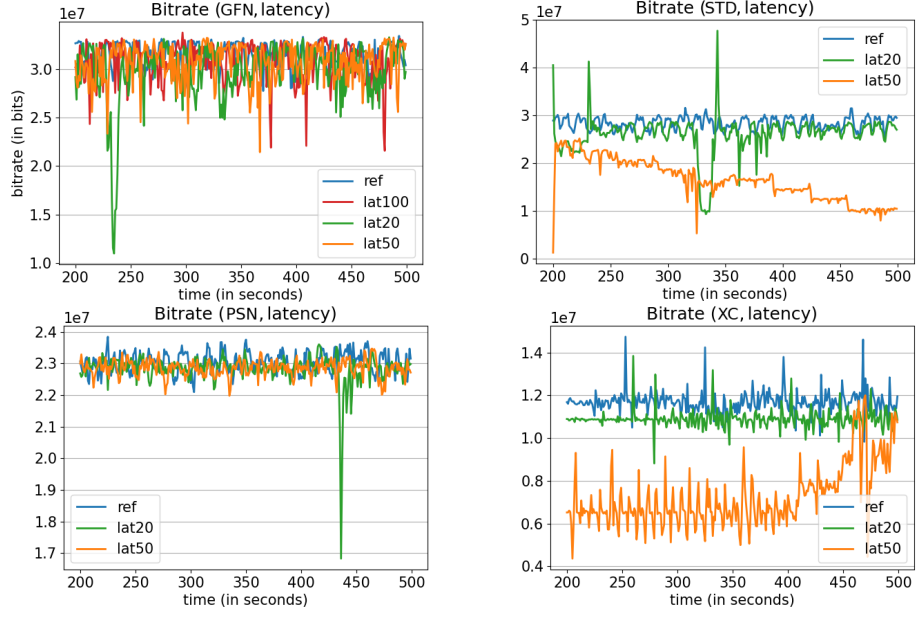 Bitrate (GFN, latency)
1e7
3.0
2.5
2.0
1.5
1.0
bitrate (in bits)
ref
lat100
lat20
lat50
200 250 300 350 400 450 500
time (in seconds)
Bitrate (STD, latency)
1e7
5
4
3
2
1
0
ref
lat20
lat50
200 250 300 350 400 450 500
time (in seconds)
Bitrate (PSN, latency)
1e7
2.4
2.3
2.2
2.1
2.0
1.9
1.8
1.7
ref
lat20
lat50
200 250 300 350 400 450 500
time (in seconds)
Bitrate (XC, latency)
1e7
1.4
1.2
1.0
0.8
0.6
0.4
ref
lat20
lat50
200 250 300 350 400 450 500
time (in seconds)